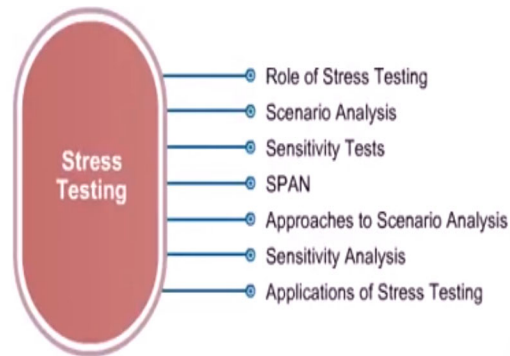 Stress
Testing
Role of Stress Testing
Scenario Analysis
Sensitivity Tests
SPAN
Approaches to Scenario Analysis
Sensitivity Analysis
Applications of Stress Testing